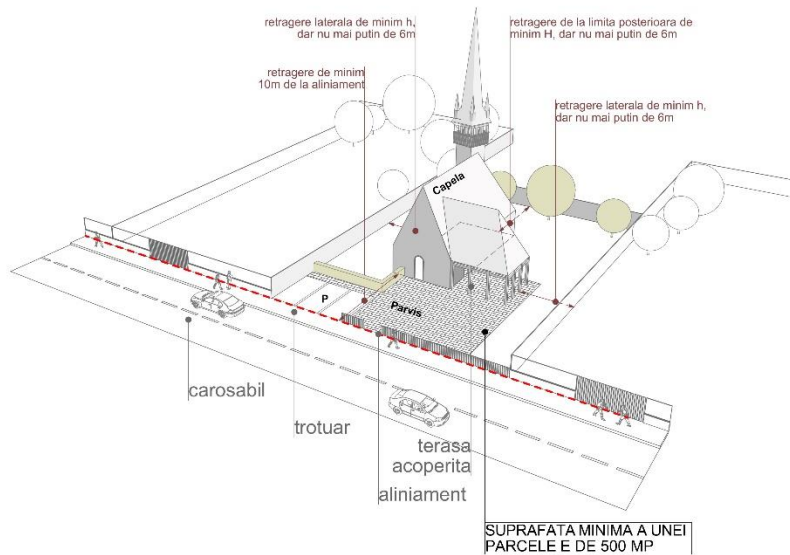 retragere laterala de minim h,
dar nu mai putin de 6m
retragere de la limita posterioara de
minim H, dar nu mai putin de 6m
retragere de minim
10m de la aliniament
retragere laterala de minim h,
dar nu mai putin de 6m
Capela
P
Parvis
carosabil
trotuar
terasa
acoperita
aliniament
SUPRAFATA MINIMA A UNEI
PARCELE E DE 500 MP